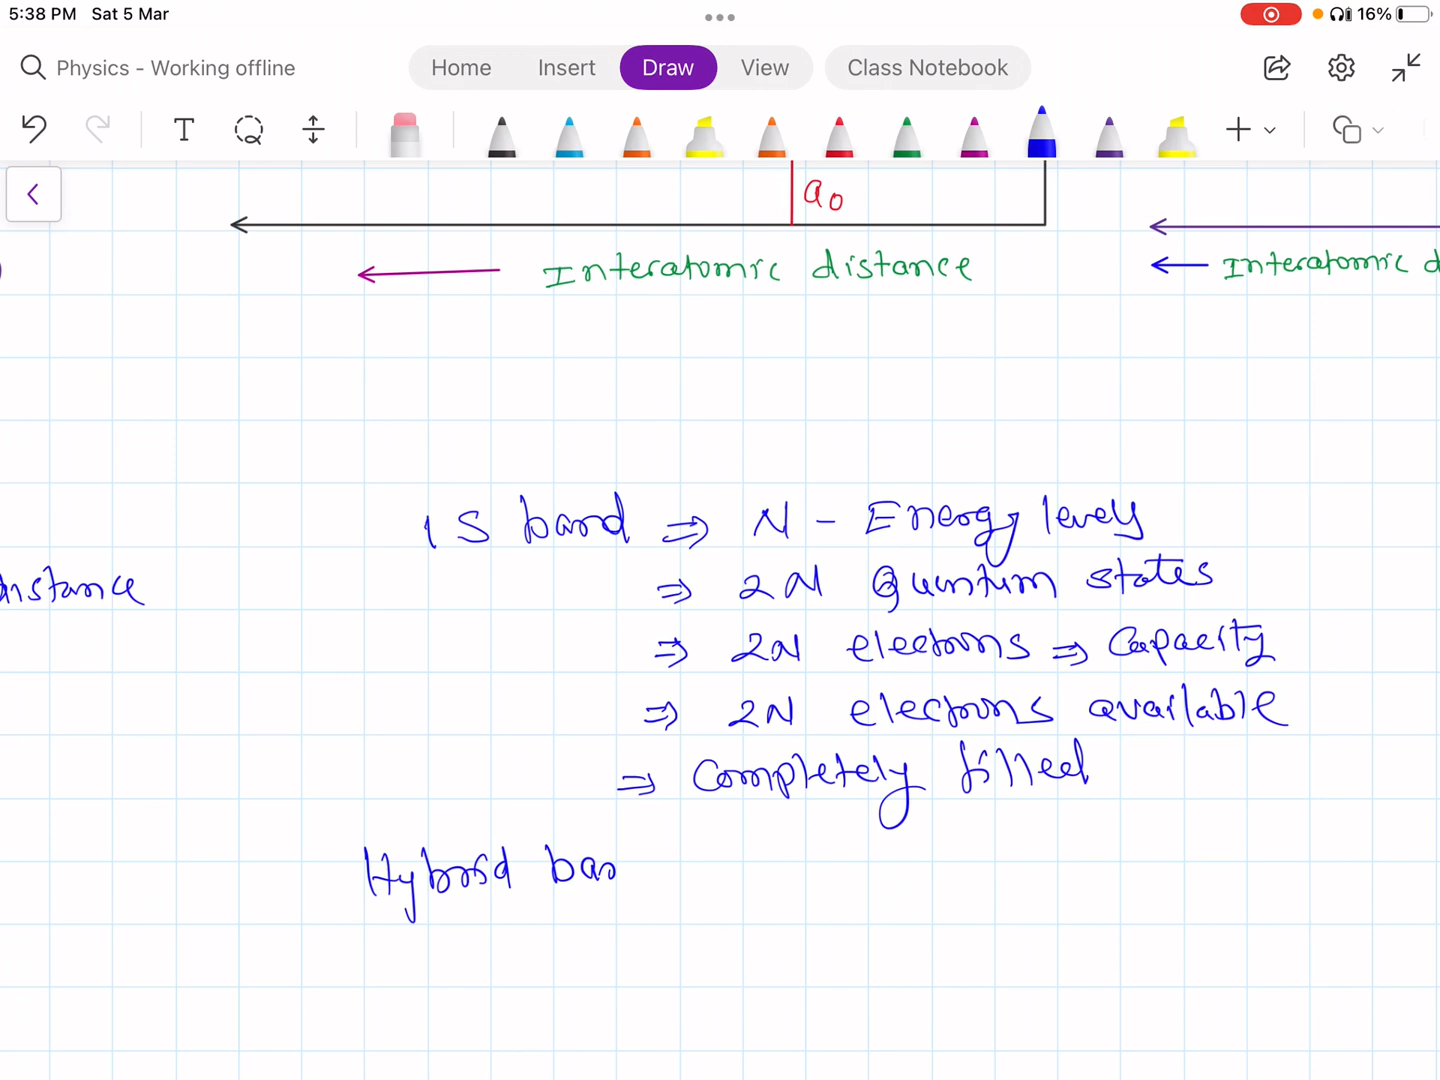 5:38 PM Sat 5 Mar
16%
Physics - Working offline
Home Insert Draw View Class Notebook
T
a₀
Interatomic distance
Interatomic d
1S band ⇒ N - Energy levels
⇒ 2N Quantum states
instance
⇒ 2N electrons ⇒ Capacity
⇒ 2N electrons available
⇒ Completely filled
Hybrid ban